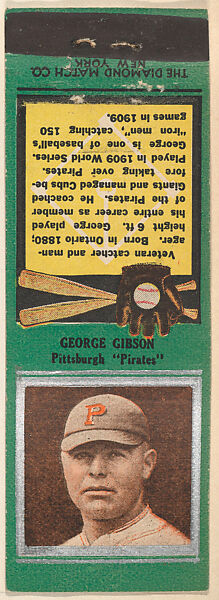 THE DIAMOND MATCH CO.
NEW YORK
Veteran catcher and man-
ager. Born in Ontario 1880;
height 6 ft. George played
his entire career as member
of the Pirates. He coached
Giants and managed Cubs be-
fore taking over Pirates.
Played in 1909 World Series.
George is one of baseball's
"iron men", catching 150
games in 1909.
GEORGE GIBSON
Pittsburgh "Pirates"
P